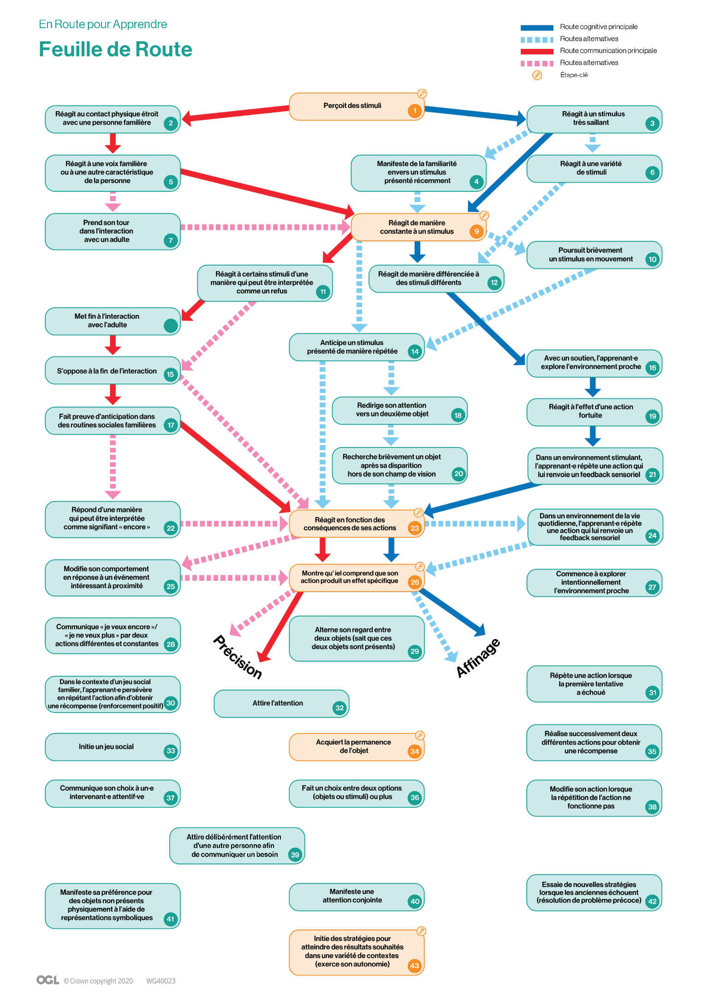 En Route pour Apprendre
Feuille de Route
Route cognitive principale
Routes alternatives
Route communication principale
Routes alternatives
Étape-clé
Perçoit des stimuli
1
Réagit au contact physique étroit
avec une personne familière
2
Réagit à un stimulus
très saillant
3
Réagit à une voix familière
ou à une autre caractéristique
de la personne
5
Manifeste de la familiarité
envers un stimulus
présenté récemment
4
Réagit à une variété
de stimuli
6
Prend son tour
dans l'interaction
avec un adulte
7
Réagit de manière
constante à un stimulus
9
Poursuit brièvement
un stimulus en mouvement
10
Réagit à certains stimuli d'une
manière qui peut être interprétée
comme un refus
11
Réagit de manière différenciée à
des stimuli différents
12
Met fin à l'interaction
avec l'adulte
Anticipe un stimulus
présenté de manière répétée
14
S'oppose à la fin de l'interaction
15
Avec un soutien, l'apprenant·e
explore l'environnement proche
16
Fait preuve d'anticipation dans
des routines sociales familières
17
Redirige son attention
vers un deuxième objet
18
Réagit à l'effet d'une action
fortuite
19
Recherche brièvement un objet
après sa disparition
hors de son champ de vision
20
Dans un environnement stimulant,
l'apprenant·e répète une action qui
lui renvoie un feedback sensoriel
21
Répond d'une manière
qui peut être interprétée
comme signifiant « encore »
22
Réagit en fonction des
conséquences de ses actions
23
Dans un environnement de la vie
quotidienne, l'apprenant·e répète
une action qui lui renvoie un
feedback sensoriel
24
Modifie son comportement
en réponse à un événement
intéressant à proximité
25
Montre qu' iel comprend que son
action produit un effet spécifique
26
Commence à explorer
intentionnellement
l'environnement proche
27
Communique « je veux encore »/
« je ne veux plus » par deux
actions différentes et constantes
28
Précision
Alterne son regard entre
deux objets (sait que ces
deux objets sont présents)
29
Affinage
Dans le contexte d'un jeu social
familier, l'apprenant·e persévère
en répétant l'action afin d'obtenir
une récompense (renforcement positif)
30
Répète une action lorsque
la première tentative
a échoué
31
Attire l'attention
32
Initie un jeu social
33
Acquiert la permanence
de l'objet
34
Réalise successivement deux
différentes actions pour obtenir
une récompense
35
Communique son choix à un·e
intervenant·e attentif·ve
37
Fait un choix entre deux options
(objets ou stimuli) ou plus
36
Modifie son action lorsque
la répétition de l'action ne
fonctionne pas
38
Attire délibérément l'attention
d'une autre personne afin
de communiquer un besoin
39
Manifeste sa préférence pour
des objets non présents
physiquement à l'aide de
représentations symboliques
41
Manifeste une
attention conjointe
40
Essaie de nouvelles stratégies
lorsque les anciennes échouent
(résolution de problème précoce)
42
Initie des stratégies pour
atteindre des résultats souhaités
dans une variété de contextes
(exerce son autonomie)
43
OGL © Crown copyright 2020 WG40023